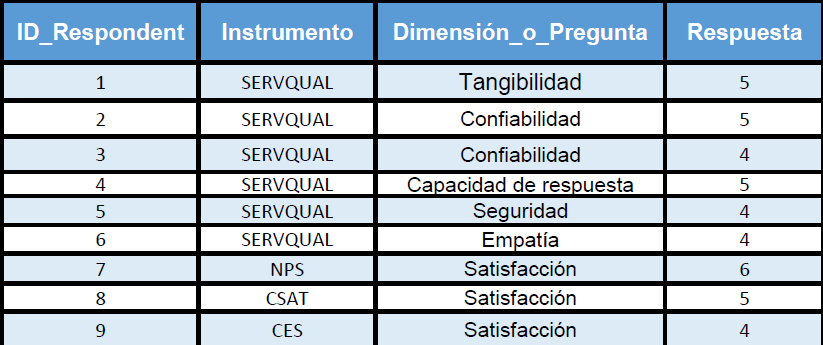 ID_Respondent Instrumento Dimensión_o_Pregunta Respuesta
1 SERVQUAL Tangibilidad 5
2 SERVQUAL Confiabilidad 5
3 SERVQUAL Confiabilidad 4
4 SERVQUAL Capacidad de respuesta 5
5 SERVQUAL Seguridad 4
6 SERVQUAL Empatía 4
7 NPS Satisfacción 6
8 CSAT Satisfacción 5
9 CES Satisfacción 4